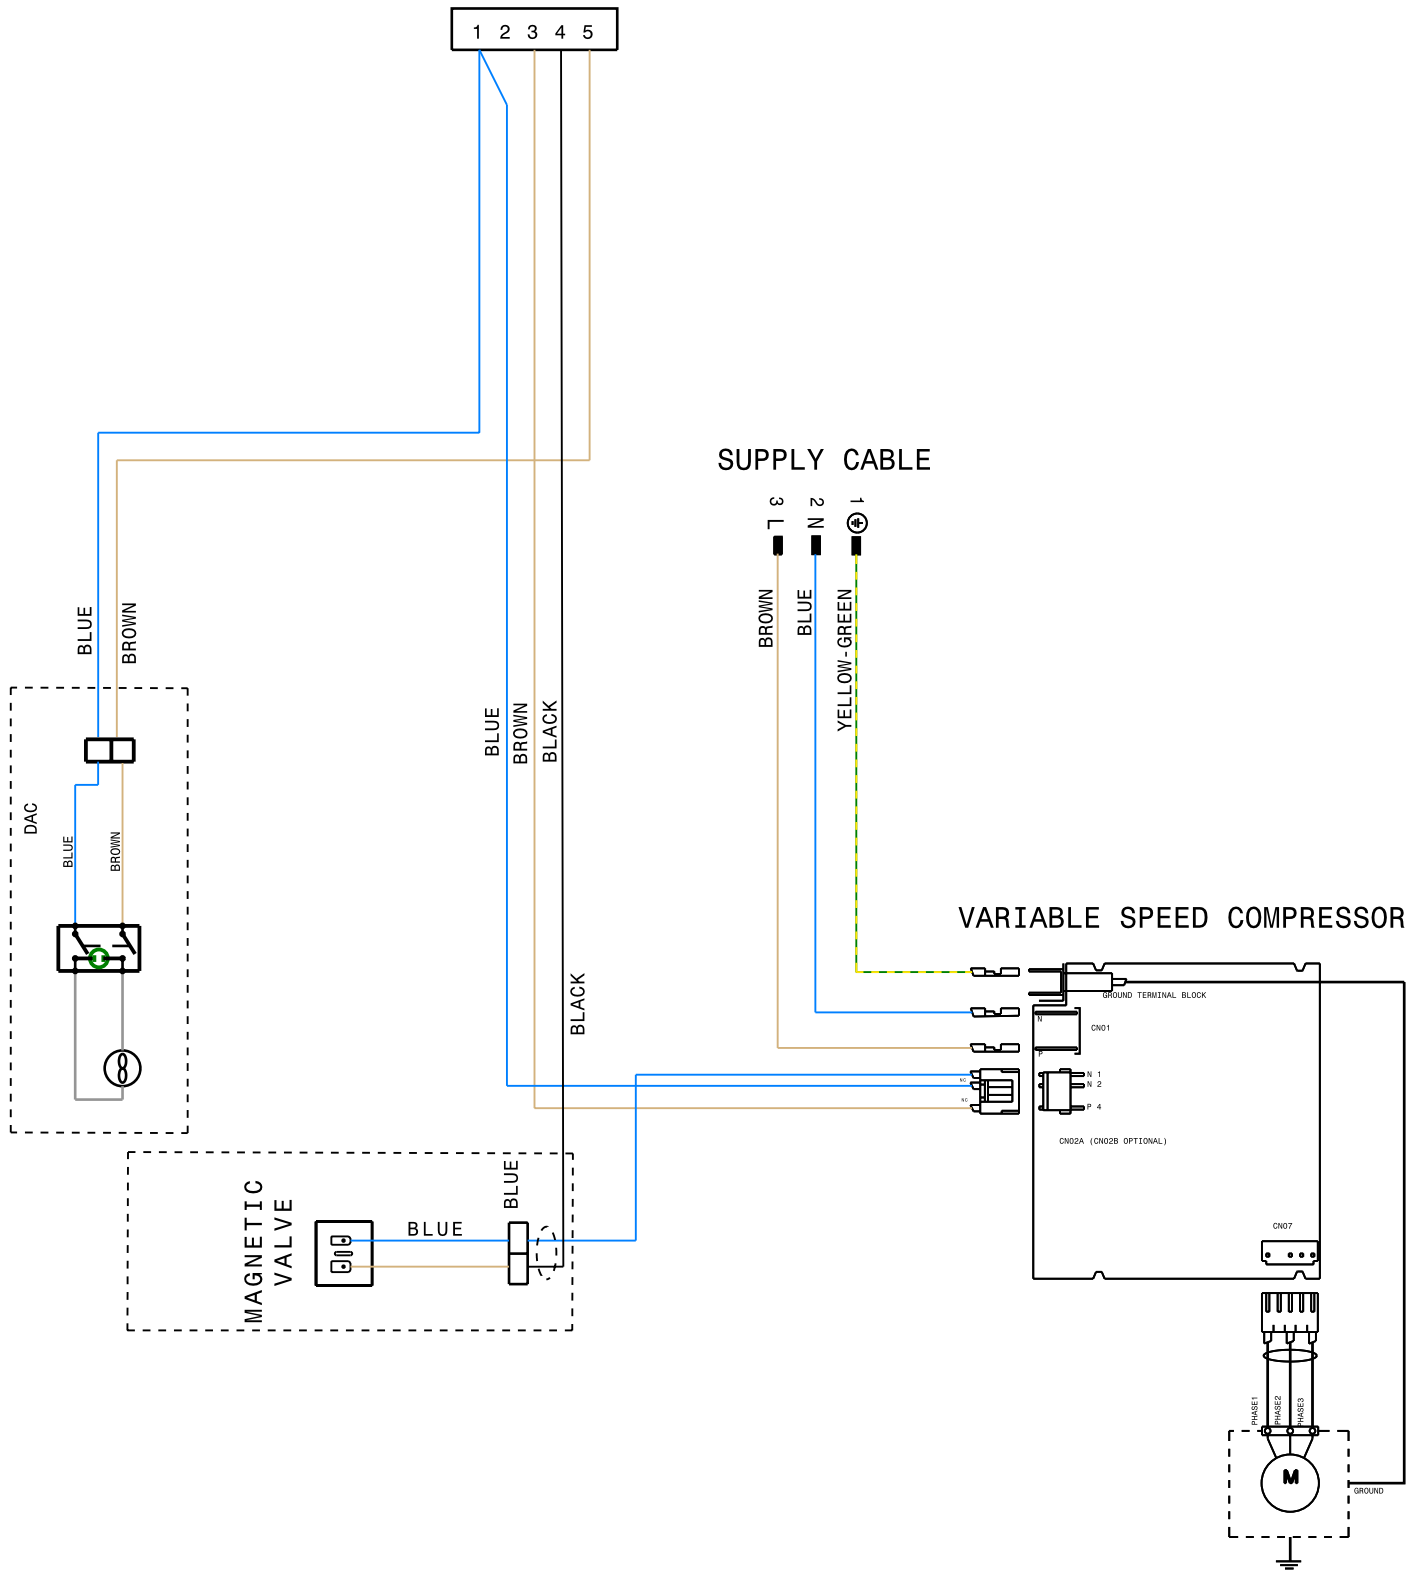 1 2 3 4 5
SUPPLY CABLE
3 L
2 N
1
BROWN
BLUE
YELLOW-GREEN
BLUE
BROWN
BLUE
BROWN
BLACK
DAC
BLUE
BROWN
BLACK
VARIABLE SPEED COMPRESSOR
GROUND TERMINAL BLOCK
N
CN01
P
NC
NC
N 1
N 2
P 4
CN02A (CN02B OPTIONAL)
MAGNETIC
VALVE
BLUE
BLUE
CN07
PHASE1
PHASE2
PHASE3
M
GROUND